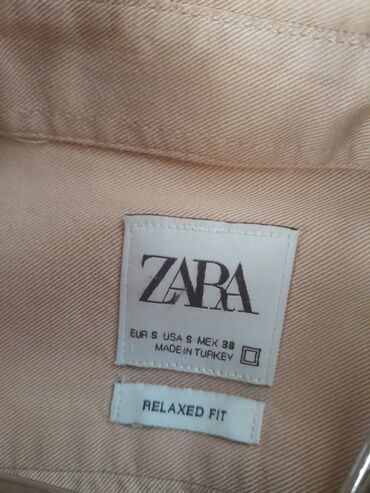 ZARA
EUR S USA S MEX 38
MADE IN TURKEY
RELAXED FIT